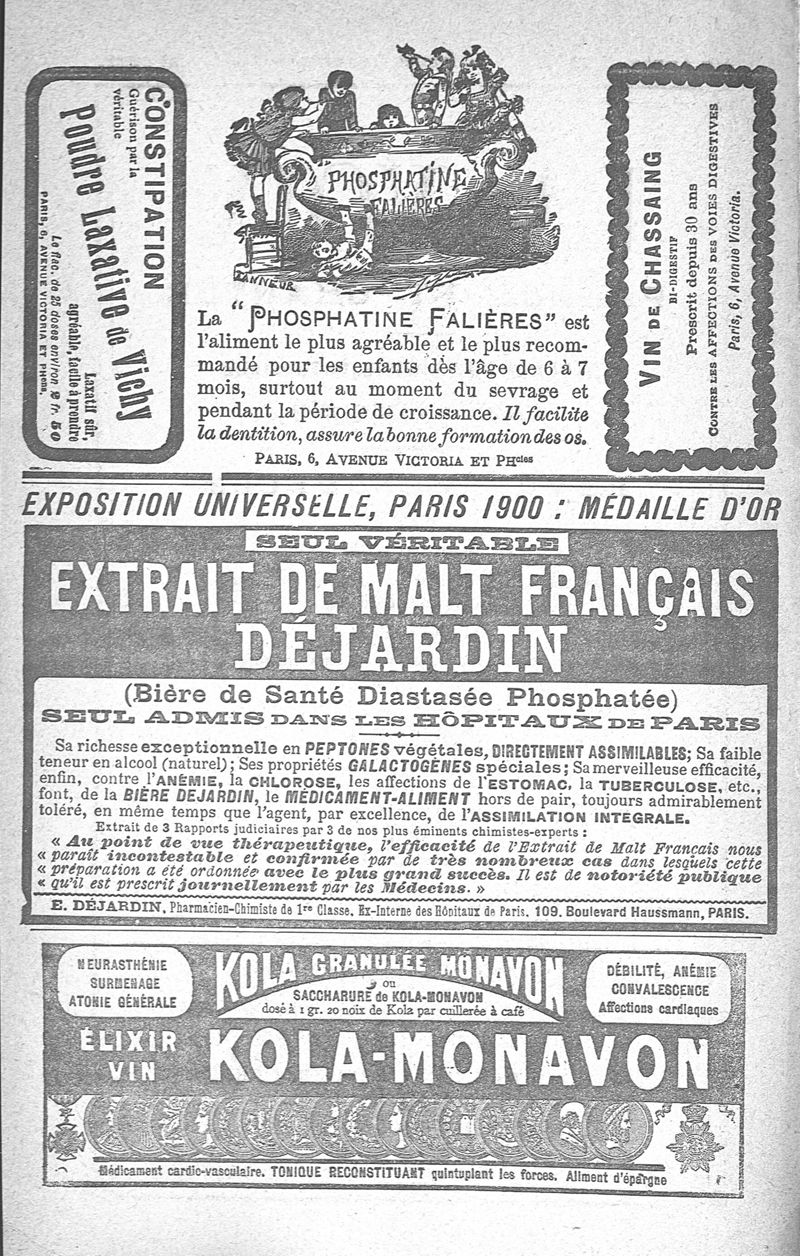 CONSTIPATION
Guérison par la
véritable
Poudre Laxative de Vichy
Laxatif sûr,
agréable, facile à prendre
Le flac. de 25 doses environ 2 fr. 50
PARIS, 6, AVENUE VICTORIA ET PHcies.
PHOSPHATINE
FALIÈRES
VIN DE CHASSAING
BI-DIGESTIF
Prescrit depuis 30 ans
CONTRE LES AFFECTIONS DES VOIES DIGESTIVES
Paris, 6, Avenue Victoria.
La "PHOSPHATINE FALIÈRES" est
l'aliment le plus agréable et le plus recom-
mandé pour les enfants dès l'âge de 6 à 7
mois, surtout au moment du sevrage et
pendant la période de croissance. Il facilite
la dentition, assure la bonne formation des os.
PARIS, 6, AVENUE VICTORIA ET PHcies
EXPOSITION UNIVERSELLE, PARIS 1900 : MÉDAILLE D'OR
SEUL VÉRITABLE
EXTRAIT DE MALT FRANÇAIS
DÉJARDIN
(Bière de Santé Diastasée Phosphatée)
SEUL ADMIS DANS LES HÔPITAUX DE PARIS
Sa richesse exceptionnelle en PEPTONES végétales, DIRECTEMENT ASSIMILABLES; Sa faible
teneur en alcool (naturel); Ses propriétés GALACTOGÈNES spéciales; Sa merveilleuse efficacité,
enfin, contre l'ANÉMIE, la CHLOROSE, les affections de l'ESTOMAC, la TUBERCULOSE, etc.,
font, de la BIÈRE DEJARDIN, le MÉDICAMENT-ALIMENT hors de pair, toujours admirablement
toléré, en même temps que l'agent, par excellence, de l'ASSIMILATION INTÉGRALE.
Extrait de 3 Rapports judiciaires par 3 de nos plus éminents chimistes-experts :
« Au point de vue thérapeutique, l'efficacité de l'Extrait de Malt Français nous
« paraît incontestable et confirmée par de très nombreux cas dans lesquels cette
« préparation a été ordonnée avec le plus grand succès. Il est de notoriété publique
« qu'il est prescrit journellement par les Médecins. »
E. DÉJARDIN, Pharmacien-Chimiste de 1re Classe, Ex-Interne des Hôpitaux de Paris, 109, Boulevard Haussmann, PARIS.
NEURASTHÉNIE
SURMENAGE
ATONIE GÉNÉRALE
KOLA GRANULÉE MONAVON
ou
SACCHARURE de KOLA-MONAVON
dosé à 1 gr. 20 noix de Kola par cuillerée à café
DÉBILITÉ, ANÉMIE
CONVALESCENCE
Affections cardiaques
ÉLIXIR
VIN
KOLA-MONAVON
Médicament cardio-vasculaire. TONIQUE RECONSTITUANT quintuplant les forces. Aliment d'épargne